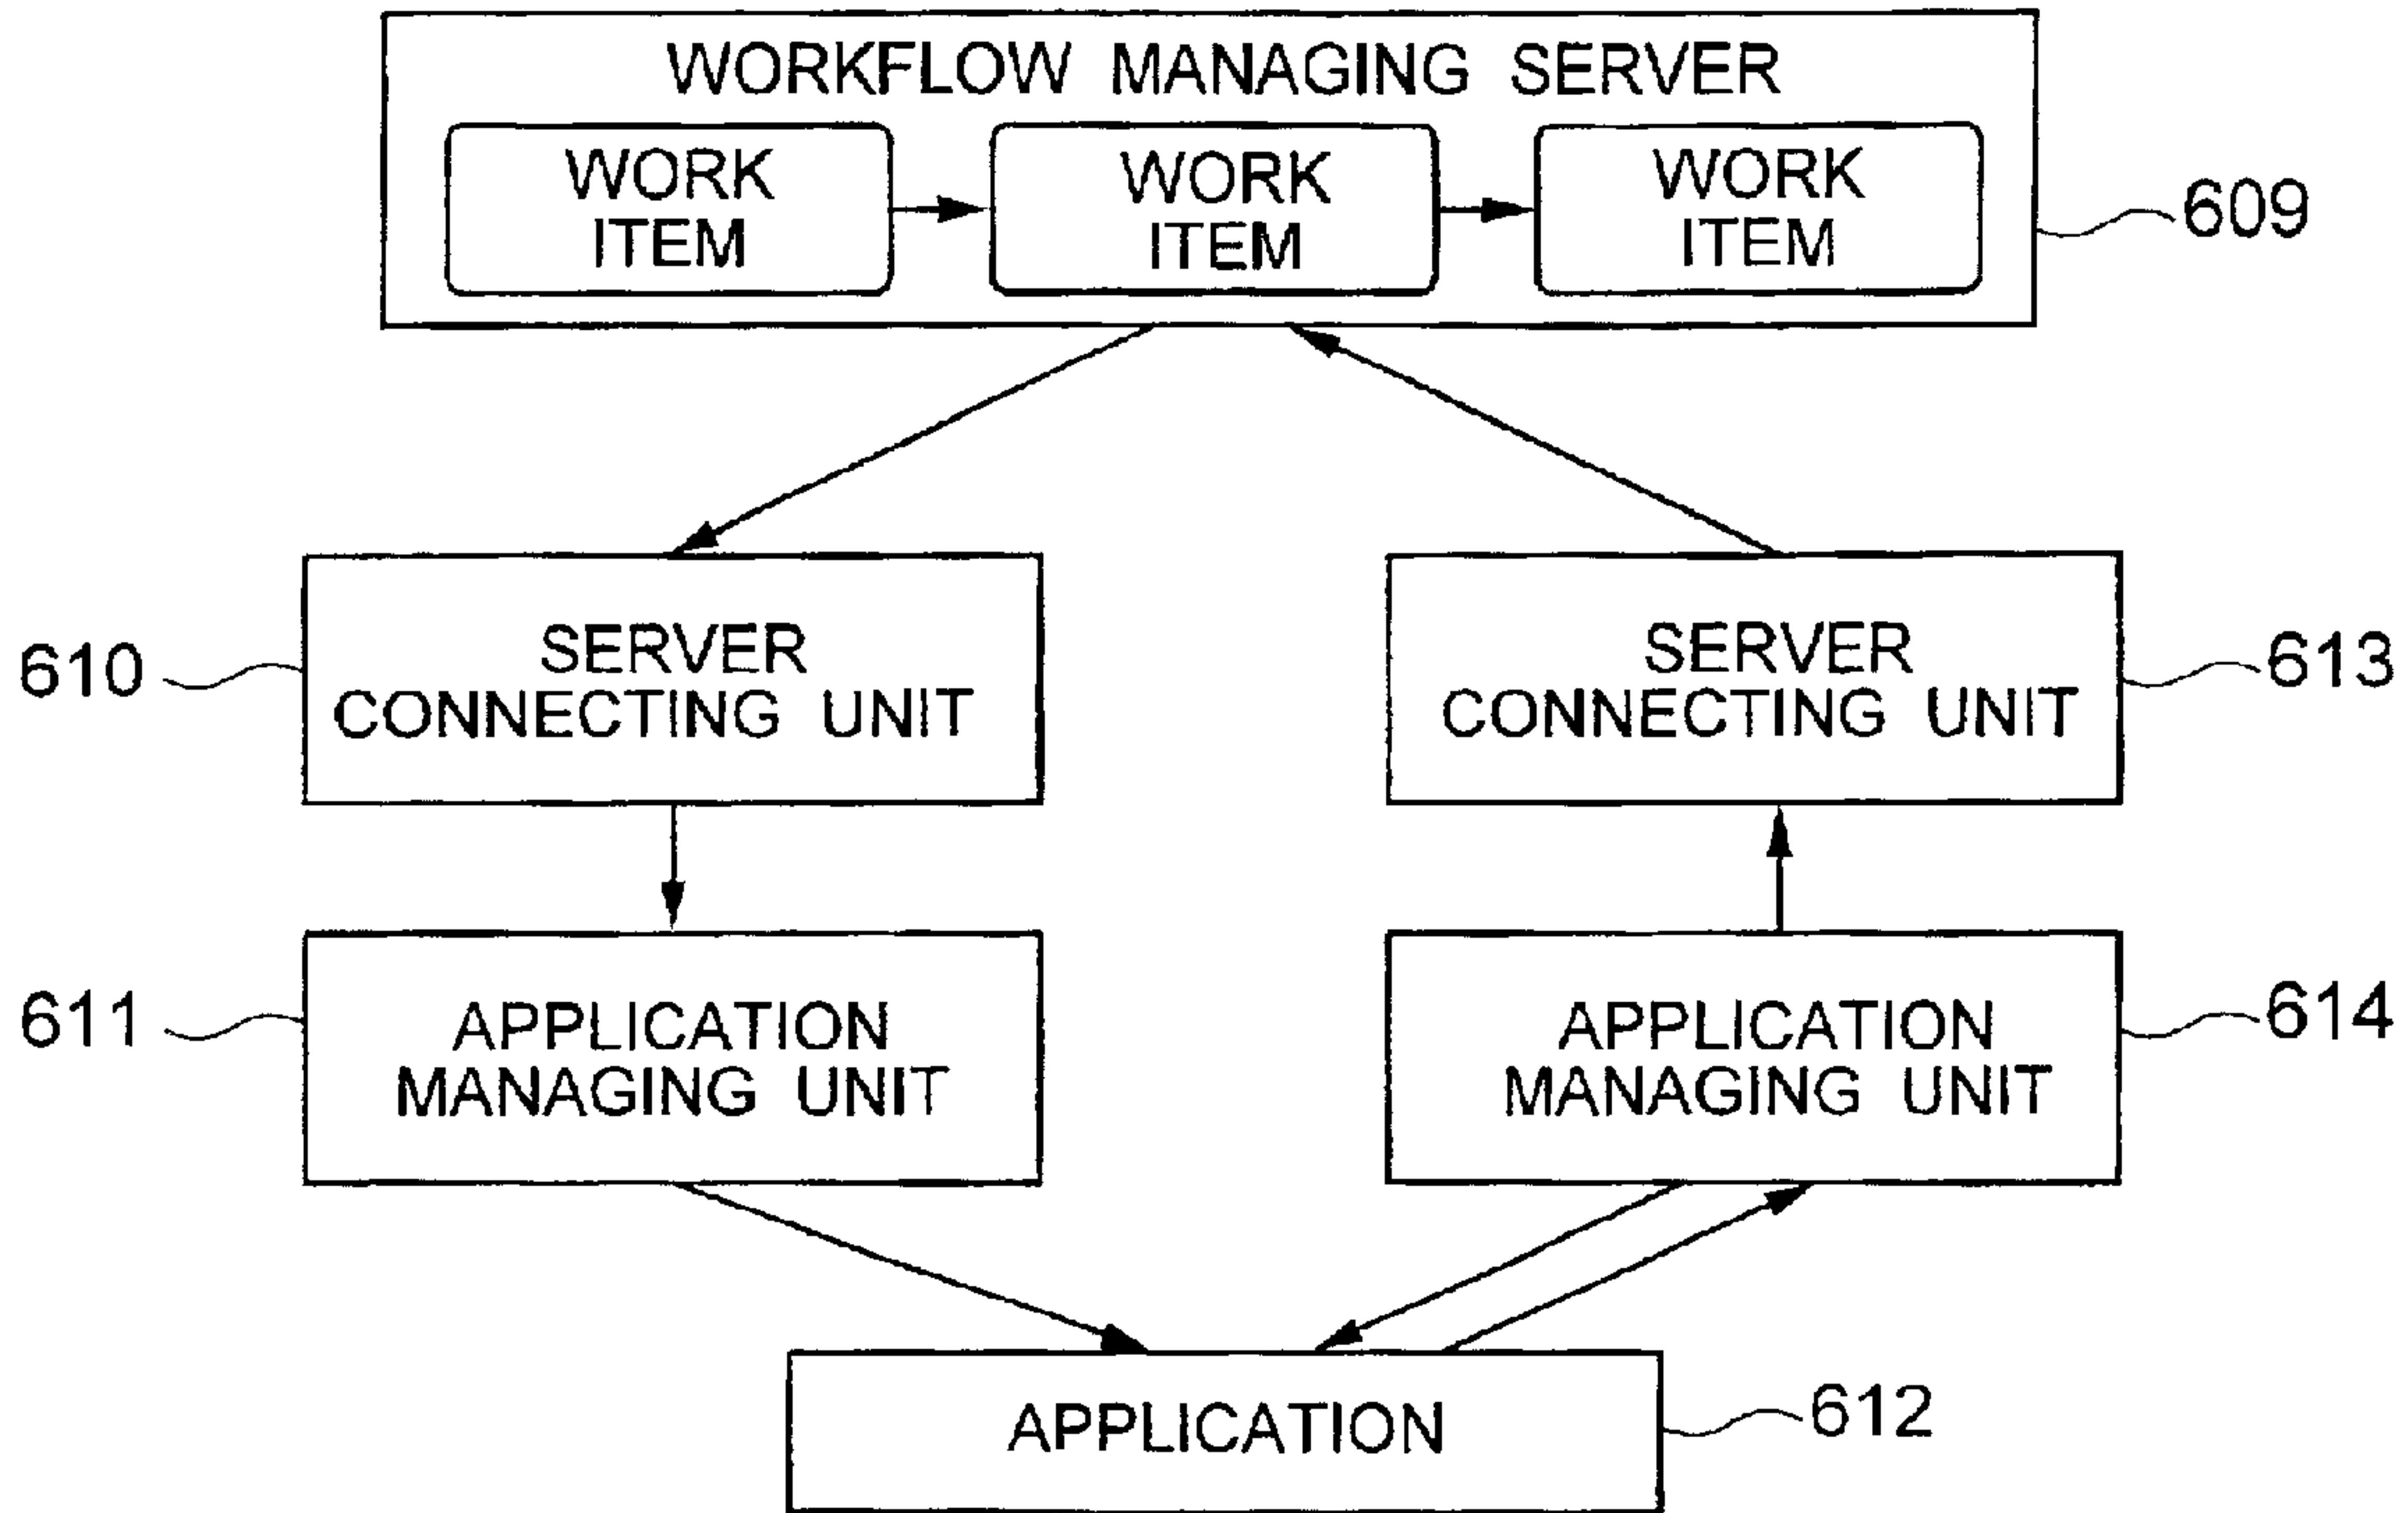 WORKFLOW MANAGING SERVER
WORK
ITEM
WORK
ITEM
WORK
ITEM
609
SERVER
CONNECTING UNIT
610
SERVER
CONNECTING UNIT
613
APPLICATION
MANAGING UNIT
611
APPLICATION
MANAGING UNIT
614
APPLICATION
612